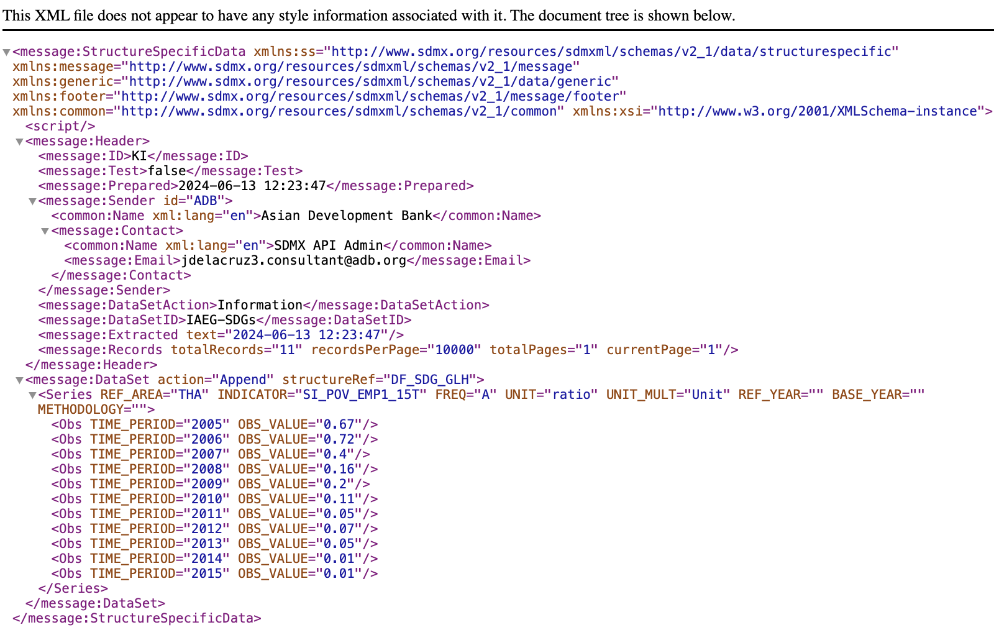 This XML file does not appear to have any style information associated with it. The document tree is shown below.
▼<message:StructureSpecificData xmlns:ss="http://www.sdmx.org/resources/sdmxml/schemas/v2_1/data/structurespecific"
xmlns:message="http://www.sdmx.org/resources/sdmxml/schemas/v2_1/message"
xmlns:generic="http://www.sdmx.org/resources/sdmxml/schemas/v2_1/data/generic"
xmlns:footer="http://www.sdmx.org/resources/sdmxml/schemas/v2_1/message/footer"
xmlns:common="http://www.sdmx.org/resources/sdmxml/schemas/v2_1/common" xmlns:xsi="http://www.w3.org/2001/XMLSchema-instance">
<script/>
▼<message:Header>
<message:ID>KI</message:ID>
<message:Test>false</message:Test>
<message:Prepared>2024-06-13 12:23:47</message:Prepared>
▼<message:Sender id="ADB">
<common:Name xml:lang="en">Asian Development Bank</common:Name>
▼<message:Contact>
<common:Name xml:lang="en">SDMX API Admin</common:Name>
<message:Email>jdelacruz3.consultant@adb.org</message:Email>
</message:Contact>
</message:Sender>
<message:DataSetAction>Information</message:DataSetAction>
<message:DataSetID>IAEG-SDGs</message:DataSetID>
<message:Extracted text="2024-06-13 12:23:47"/>
<message:Records totalRecords="11" recordsPerPage="10000" totalPages="1" currentPage="1"/>
</message:Header>
▼<message:DataSet action="Append" structureRef="DF_SDG_GLH">
▼<Series REF_AREA="THA" INDICATOR="SI_POV_EMP1_15T" FREQ="A" UNIT="ratio" UNIT_MULT="Unit" REF_YEAR="" BASE_YEAR=""
METHODOLOGY="">
<Obs TIME_PERIOD="2005" OBS_VALUE="0.67"/>
<Obs TIME_PERIOD="2006" OBS_VALUE="0.72"/>
<Obs TIME_PERIOD="2007" OBS_VALUE="0.4"/>
<Obs TIME_PERIOD="2008" OBS_VALUE="0.16"/>
<Obs TIME_PERIOD="2009" OBS_VALUE="0.2"/>
<Obs TIME_PERIOD="2010" OBS_VALUE="0.11"/>
<Obs TIME_PERIOD="2011" OBS_VALUE="0.05"/>
<Obs TIME_PERIOD="2012" OBS_VALUE="0.07"/>
<Obs TIME_PERIOD="2013" OBS_VALUE="0.05"/>
<Obs TIME_PERIOD="2014" OBS_VALUE="0.01"/>
<Obs TIME_PERIOD="2015" OBS_VALUE="0.01"/>
</Series>
</message:DataSet>
</message:StructureSpecificData>